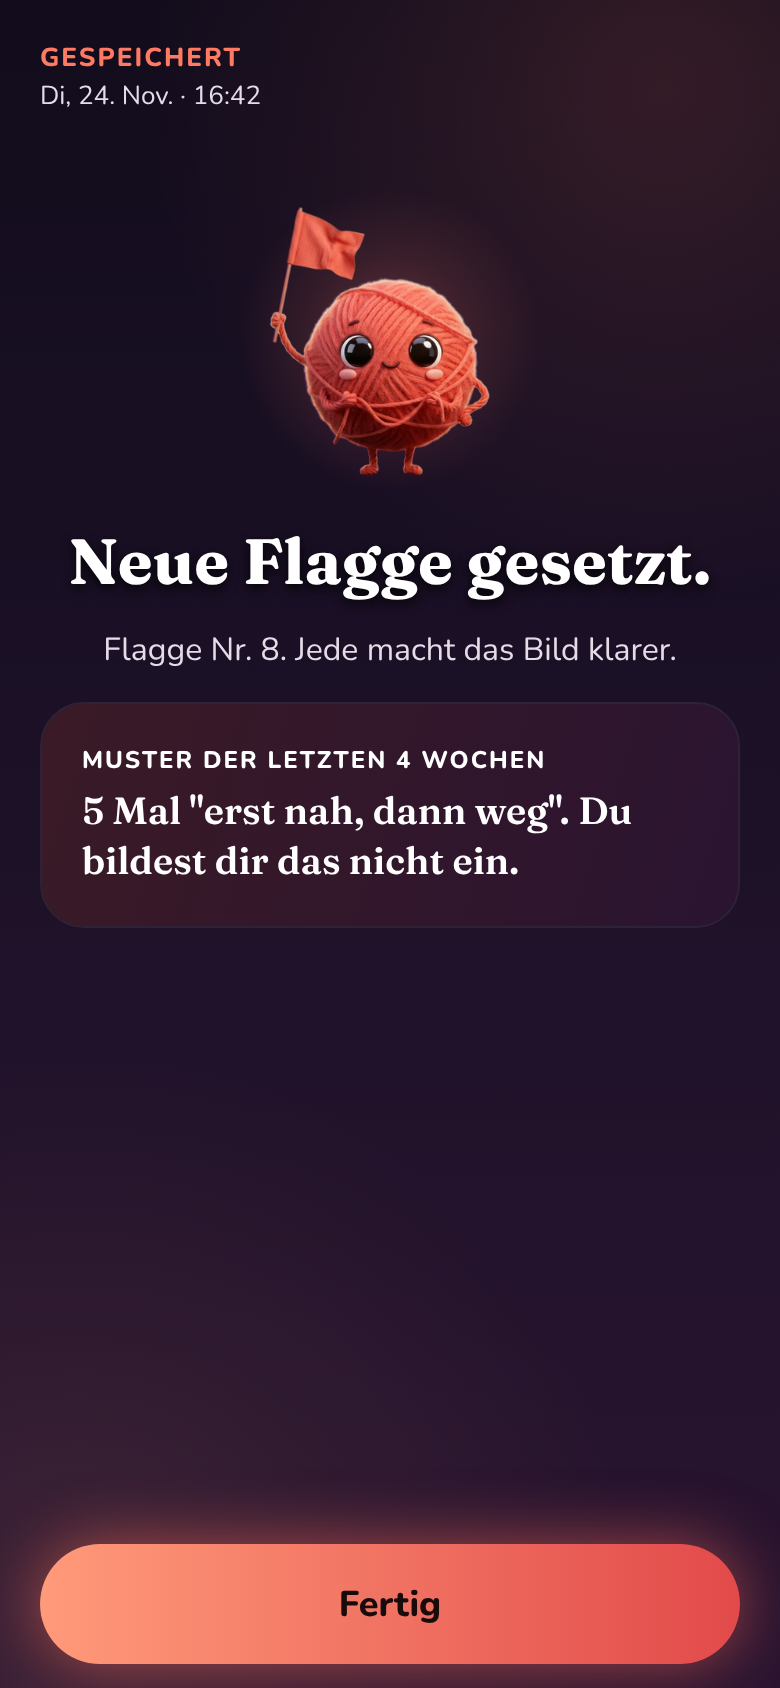 GESPEICHERT
Di, 24. Nov. · 16:42
Neue Flagge gesetzt.
Flagge Nr. 8. Jede macht das Bild klarer.
MUSTER DER LETZTEN 4 WOCHEN
5 Mal "erst nah, dann weg". Du
bildest dir das nicht ein.
Fertig